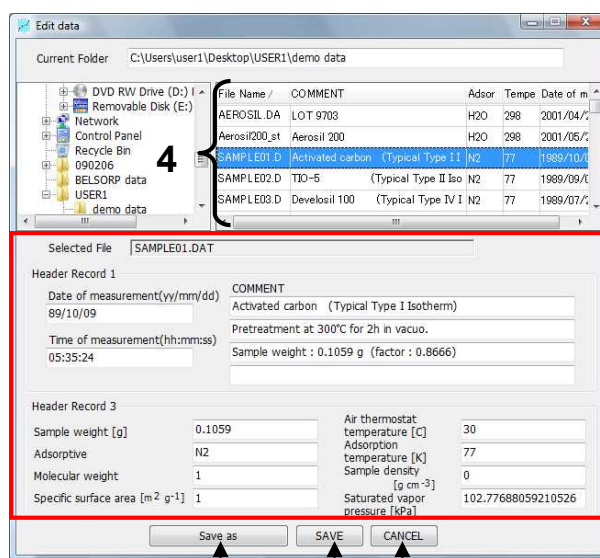 Edit data
Current Folder C:\Users\user1\Desktop\USER1\demo data
DVD RW Drive (D:) I
Removable Disk (E:)
Network
Control Panel
Recycle Bin
090206
BELSORP data
USER1
demo data
4
File Name / COMMENT Adsor Tempe Date of m
AEROSIL.DA LOT 9703 H2O 298 2001/04/2
Aerosil200_st Aerosil 200 H2O 298 2001/05/2
SAMPLE01.D Activated carbon (Typical Type I I N2 77 1989/10/0
SAMPLE02.D TIO-5 (Typical Type II Iso N2 77 1989/09/0
SAMPLE03.D Develosil 100 (Typical Type IV I N2 77 1989/07/2
Selected File SAMPLE01.DAT
Header Record 1
Date of measurement(yy/mm/dd)
89/10/09
Time of measurement(hh:mm:ss)
05:35:24
COMMENT
Activated carbon (Typical Type I Isotherm)
Pretreatment at 300°C for 2h in vacuo.
Sample weight : 0.1059 g (factor : 0.8666)
Header Record 3
Sample weight [g] 0.1059
Adsorptive N2
Molecular weight 1
Specific surface area [m2 g-1] 1
Air thermostat
temperature [C] 30
Adsorption
temperature [K] 77
Sample density
[g cm-3] 0
Saturated vapor
pressure [kPa] 102.77688059210526
Save as SAVE CANCEL